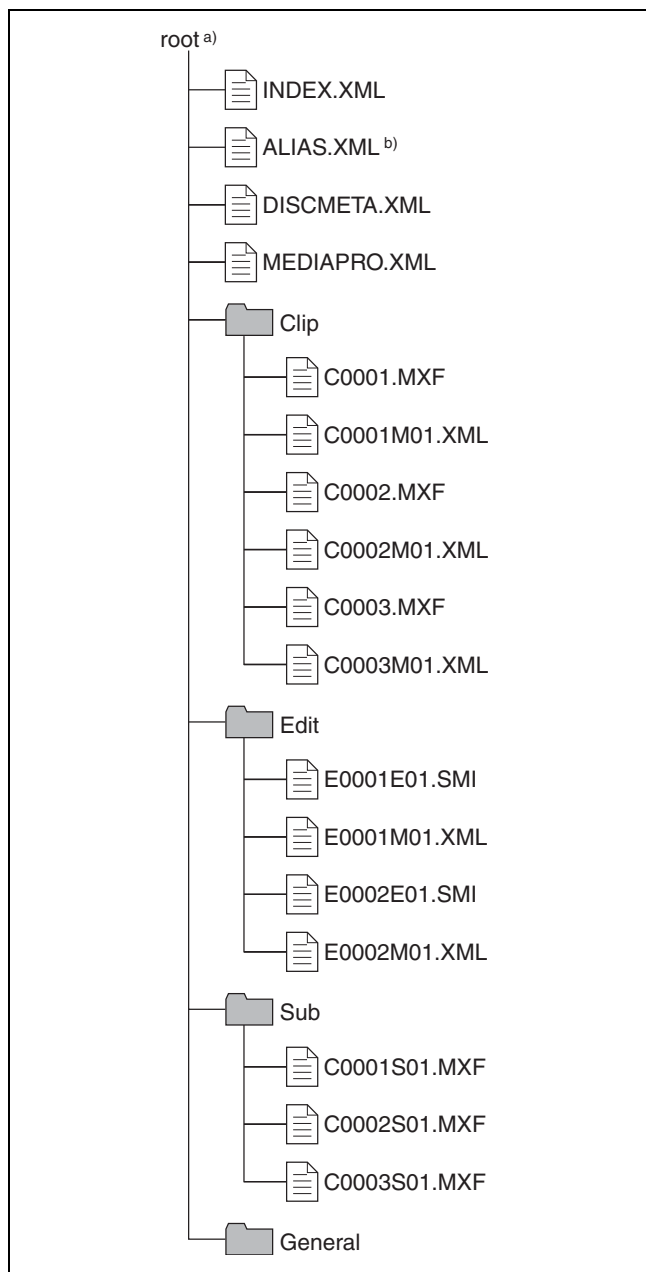 root a)
INDEX.XML
ALIAS.XML b)
DISCMETA.XML
MEDIAPRO.XML
Clip
C0001.MXF
C0001M01.XML
C0002.MXF
C0002M01.XML
C0003.MXF
C0003M01.XML
Edit
E0001E01.SMI
E0001M01.XML
E0002E01.SMI
E0002M01.XML
Sub
C0001S01.MXF
C0002S01.MXF
C0003S01.MXF
General